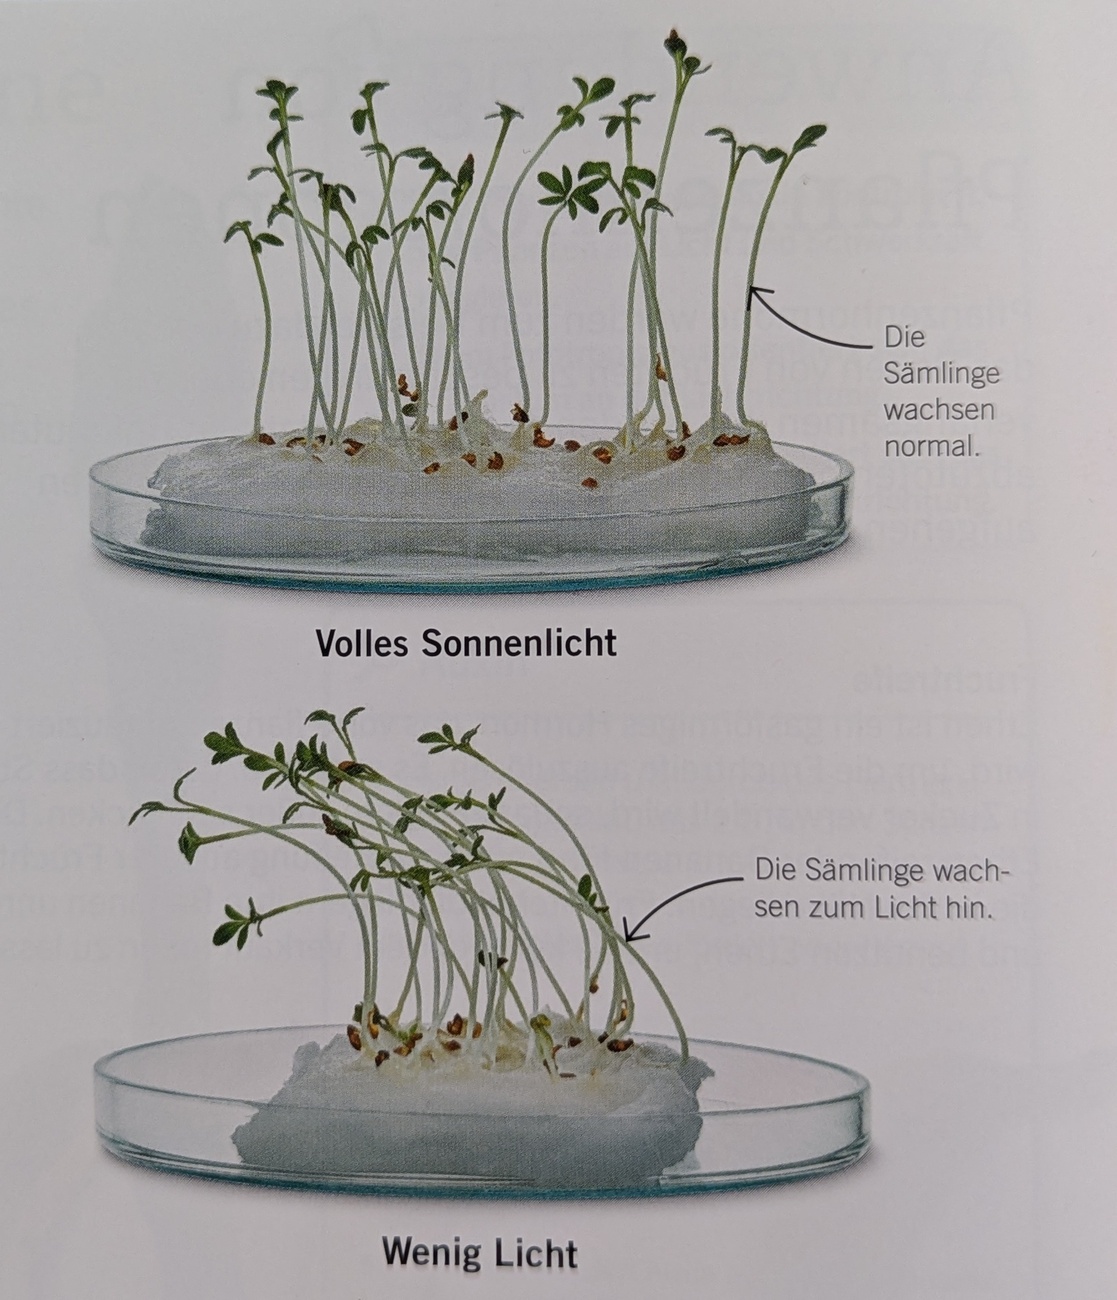 Die
Sämlinge
wachsen
normal.
Volles Sonnenlicht
Die Sämlinge wach-
sen zum Licht hin.
Wenig Licht